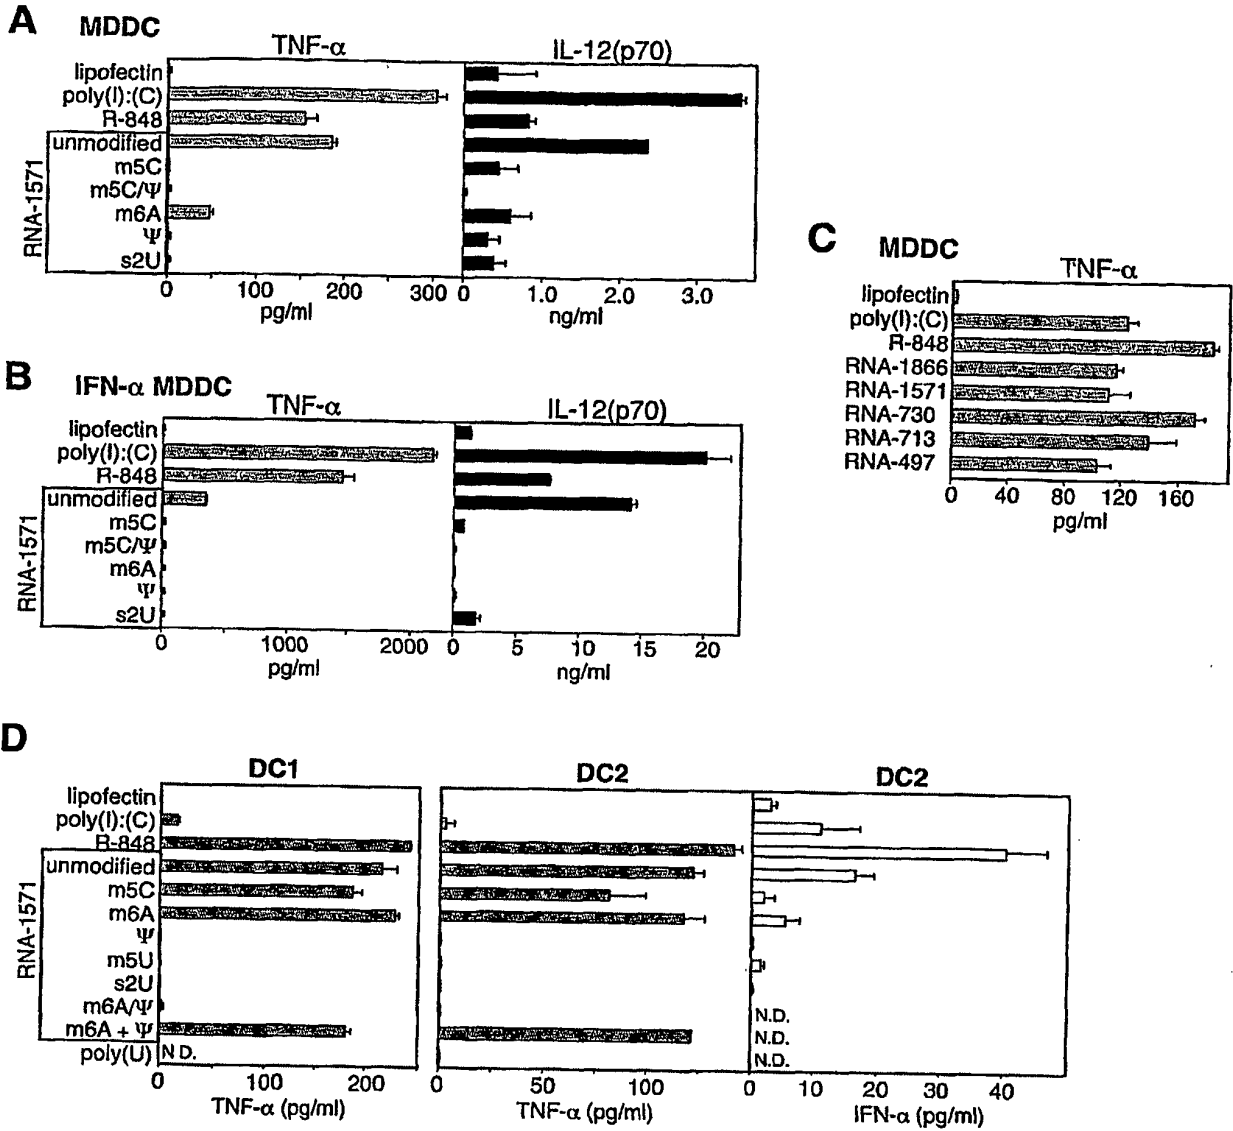 A
MDDC
TNF-α
IL-12(p70)
lipofectin
poly(I):(C)
R-848
unmodified
m5C
m5C/Ψ
m6A
Ψ
s2U
RNA-1571
0 100 200 300
pg/ml
0 1.0 2.0 3.0
ng/ml
B
IFN-α MDDC
TNF-α
IL-12(p70)
lipofectin
poly(I):(C)
R-848
unmodified
m5C
m5C/Ψ
m6A
Ψ
s2U
RNA-1571
0 1000 2000
pg/ml
0 5 10 15 20
ng/ml
C
MDDC
TNF-α
lipofectin
poly(I):(C)
R-848
RNA-1866
RNA-1571
RNA-730
RNA-713
RNA-497
0 40 80 120 160
pg/ml
D
DC1
DC2
DC2
lipofectin
poly(I):(C)
R-848
unmodified
m5C
m6A
Ψ
m5U
s2U
m6A/Ψ
m6A + Ψ
poly(U)
RNA-1571
N.D.
N.D.
N.D.
N.D.
0 100 200
TNF-α (pg/ml)
0 50 100
TNF-α (pg/ml)
0 10 20 30 40
IFN-α (pg/ml)